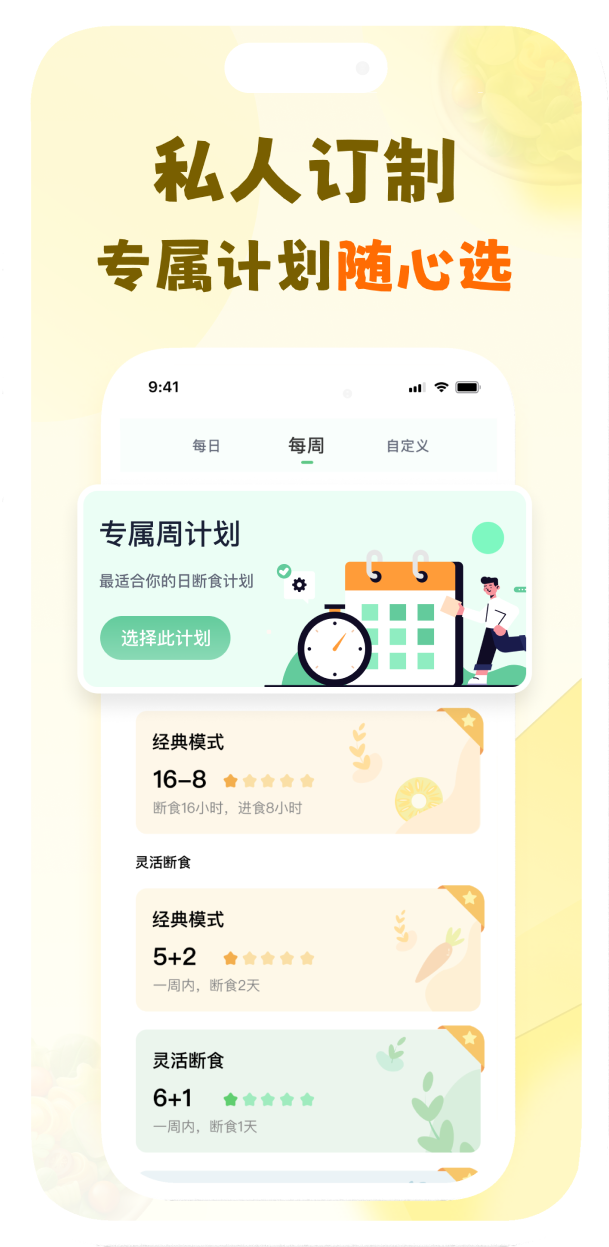 私人订制
专属计划随心选
9:41
每日
每周
自定义
专属周计划
最适合你的日断食计划
选择此计划
经典模式
16-8
断食16小时，进食8小时
灵活断食
经典模式
5+2
一周内，断食2天
灵活断食
6+1
一周内，断食1天